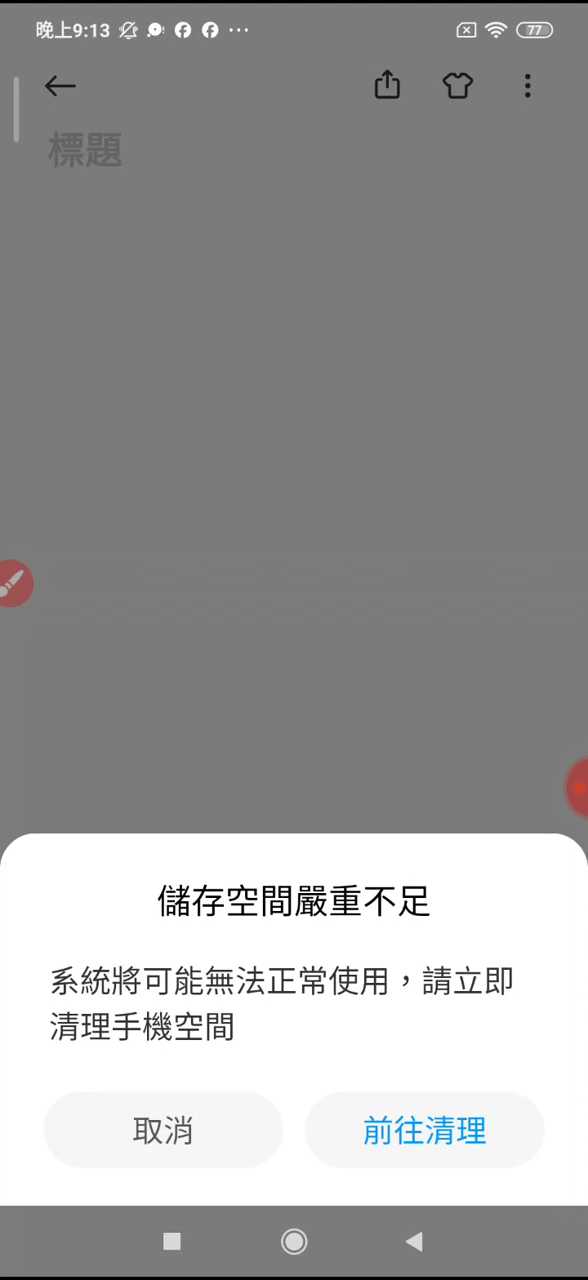 晚上9:13
77
標題
儲存空間嚴重不足
系統將可能無法正常使用，請立即
清理手機空間
取消
前往清理